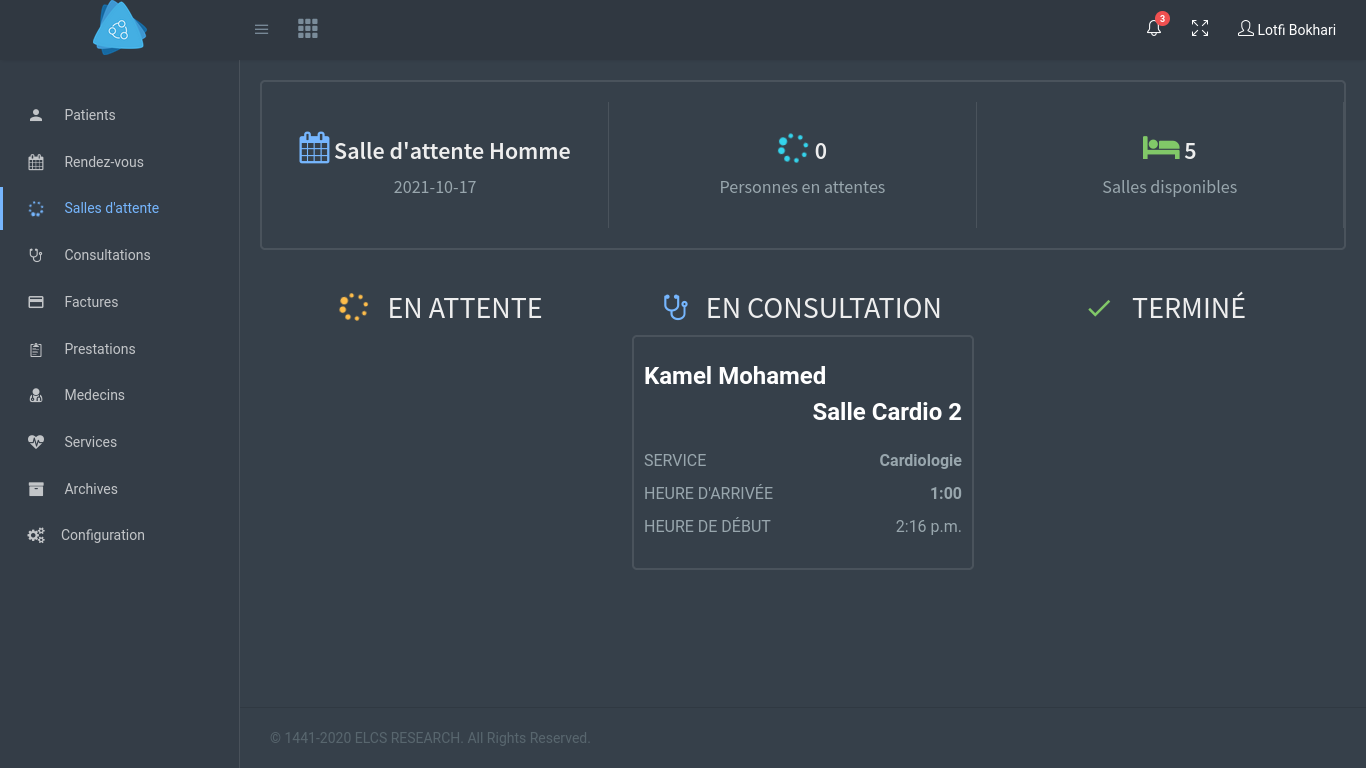 3
Lotfi Bokhari
Patients
Rendez-vous
Salles d'attente
Consultations
Factures
Prestations
Medecins
Services
Archives
Configuration
Salle d'attente Homme
2021-10-17
0
Personnes en attentes
5
Salles disponibles
EN ATTENTE
EN CONSULTATION
TERMINÉ
Kamel Mohamed
Salle Cardio 2
SERVICE Cardiologie
HEURE D'ARRIVÉE 1:00
HEURE DE DÉBUT 2:16 p.m.
© 1441-2020 ELCS RESEARCH. All Rights Reserved.